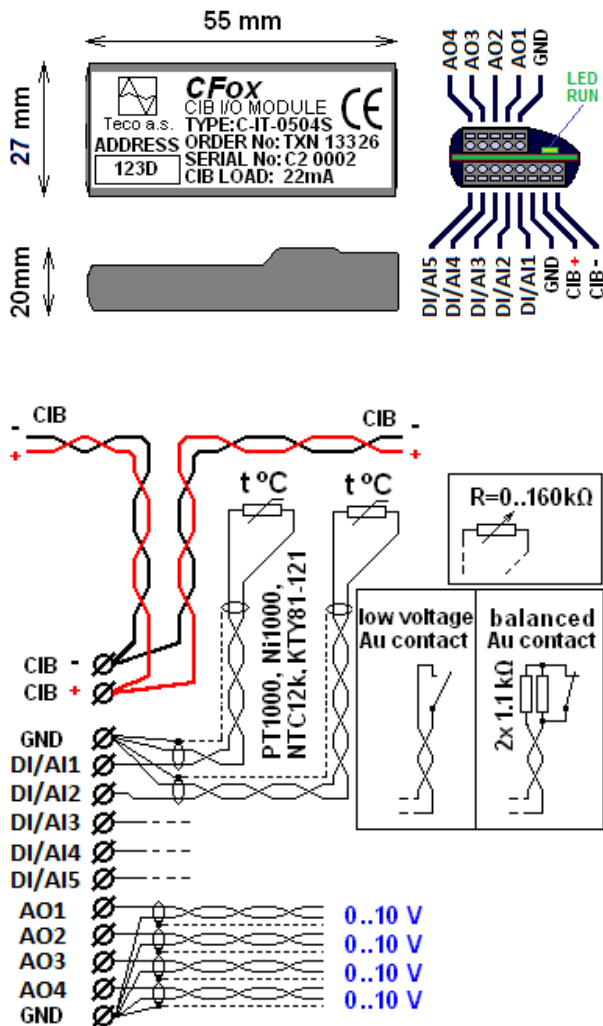 55 mm
27 mm
CFox
CIB I/O MODULE
Teco a.s.
TYPE:C-IT-0504S
ADDRESS
ORDER No: TXN 13326
123D
SERIAL No: C2 0002
CIB LOAD: 22mA
CE
AO4
AO3
AO2
AO1
GND
LED
RUN
20mm
DI/AI5
DI/AI4
DI/AI3
DI/AI2
DI/AI1
GND
CIB+
CIB-
- CIB
+
CIB -
+
t ºC
t ºC
R=0..160kΩ
PT1000, Ni1000,
NTC12k, KTY81-121
low voltage
Au contact
balanced
Au contact
2x 1.1 kΩ
CIB -
CIB +
GND
DI/AI1
DI/AI2
DI/AI3
DI/AI4
DI/AI5
AO1
AO2
AO3
AO4
GND
0..10 V
0..10 V
0..10 V
0..10 V